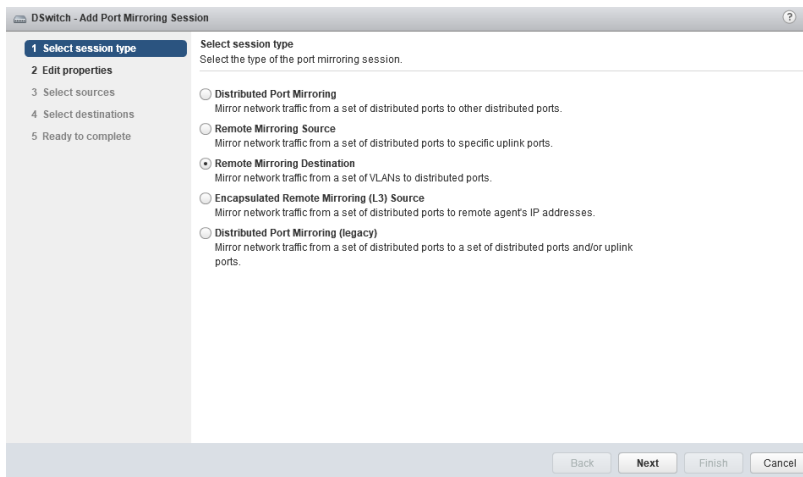 DSwitch - Add Port Mirroring Session
?
1 Select session type
2 Edit properties
3 Select sources
4 Select destinations
5 Ready to complete
Select session type
Select the type of the port mirroring session.
Distributed Port Mirroring
Mirror network traffic from a set of distributed ports to other distributed ports.
Remote Mirroring Source
Mirror network traffic from a set of distributed ports to specific uplink ports.
Remote Mirroring Destination
Mirror network traffic from a set of VLANs to distributed ports.
Encapsulated Remote Mirroring (L3) Source
Mirror network traffic from a set of distributed ports to remote agent's IP addresses.
Distributed Port Mirroring (legacy)
Mirror network traffic from a set of distributed ports to a set of distributed ports and/or uplink
ports.
Back Next Finish Cancel